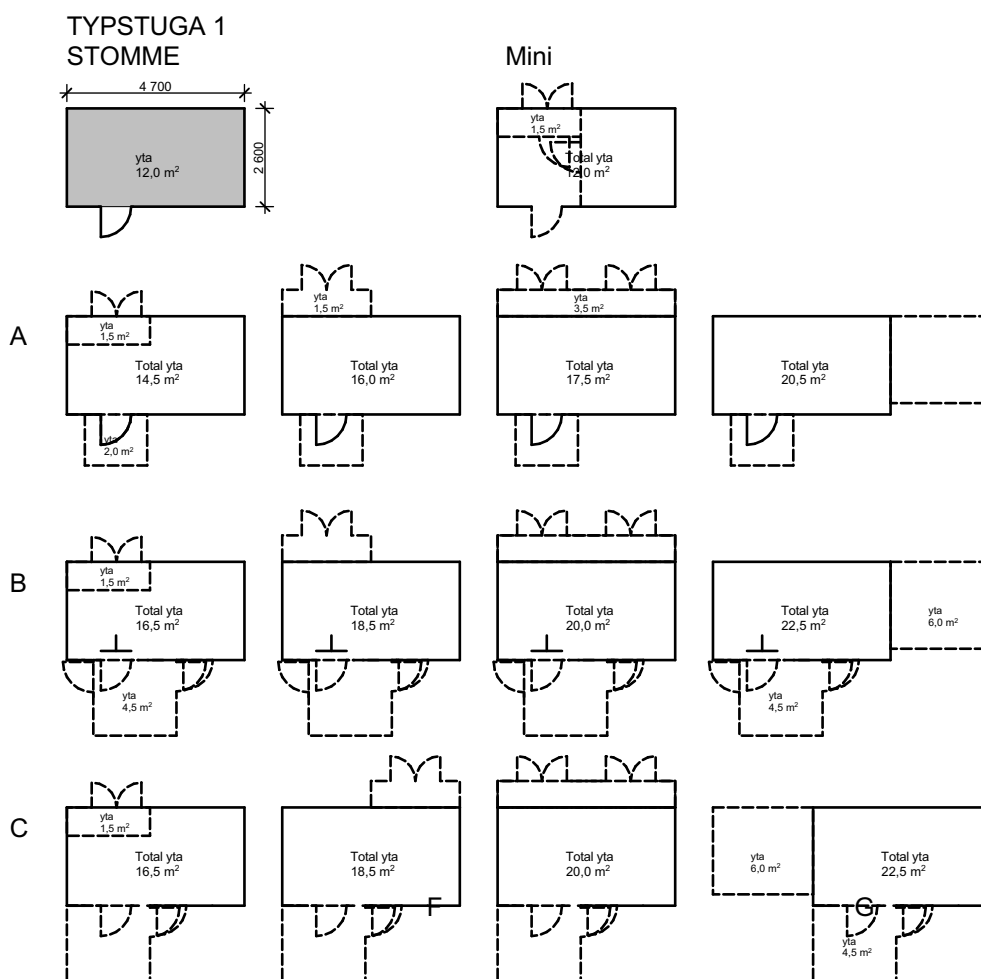 TYPSTUGA 1
STOMME
Mini
4 700
2 600
yta
12,0 m²
yta
1,5 m²
Total yta
12,0 m²
A
yta
1,5 m²
Total yta
14,5 m²
yta
2,0 m²
yta
1,5 m²
Total yta
16,0 m²
yta
3,5 m²
Total yta
17,5 m²
Total yta
20,5 m²
B
yta
1,5 m²
Total yta
16,5 m²
yta
4,5 m²
Total yta
18,5 m²
Total yta
20,0 m²
Total yta
22,5 m²
yta
6,0 m²
yta
4,5 m²
C
yta
1,5 m²
Total yta
16,5 m²
Total yta
18,5 m²
F
Total yta
20,0 m²
yta
6,0 m²
Total yta
22,5 m²
G
yta
4,5 m²